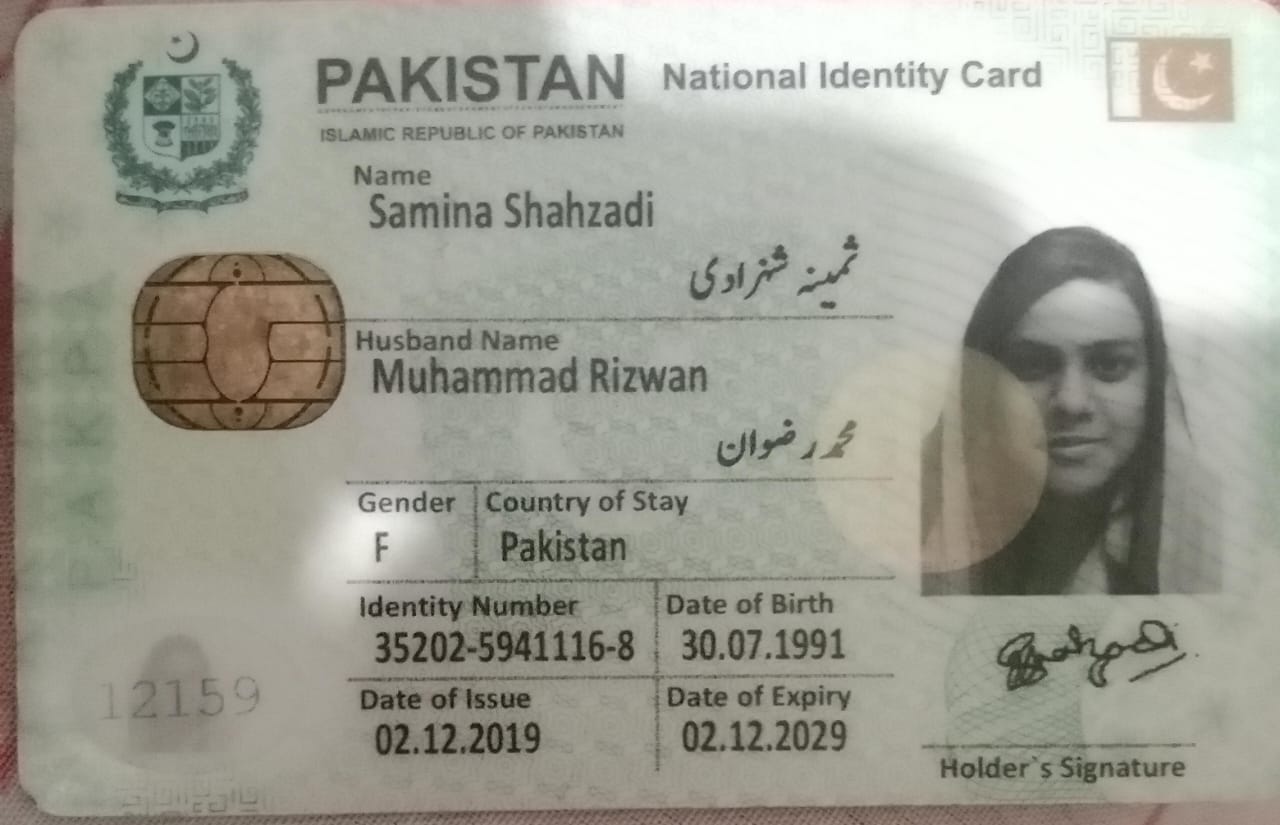 PAKISTAN National Identity Card
ISLAMIC REPUBLIC OF PAKISTAN
Name
Samina Shahzadi
ثمینہ شہزادی
Husband Name
Muhammad Rizwan
محمد رضوان
Gender Country of Stay
F Pakistan
Identity Number Date of Birth
35202-5941116-8 30.07.1991
Date of Issue Date of Expiry
02.12.2019 02.12.2029
12159
Shahzadi
Holder`s Signature